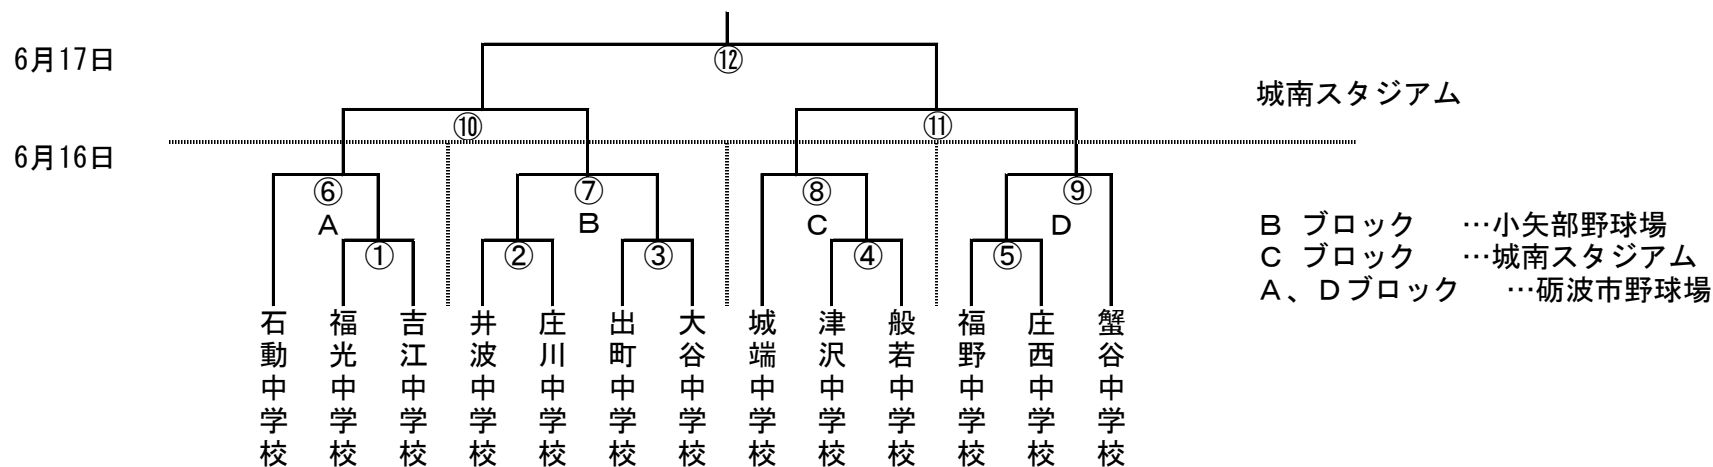 6月17日
⑫
城南スタジアム
⑩
⑪
6月16日
⑥
⑦
⑧
⑨
A
B
C
D
B ブロック …小矢部野球場
C ブロック …城南スタジアム
A、Dブロック …砺波市野球場
①
②
③
④
⑤
石動中学校
福光中学校
吉江中学校
井波中学校
庄川中学校
出町中学校
大谷中学校
城端中学校
津沢中学校
般若中学校
福野中学校
庄西中学校
蟹谷中学校